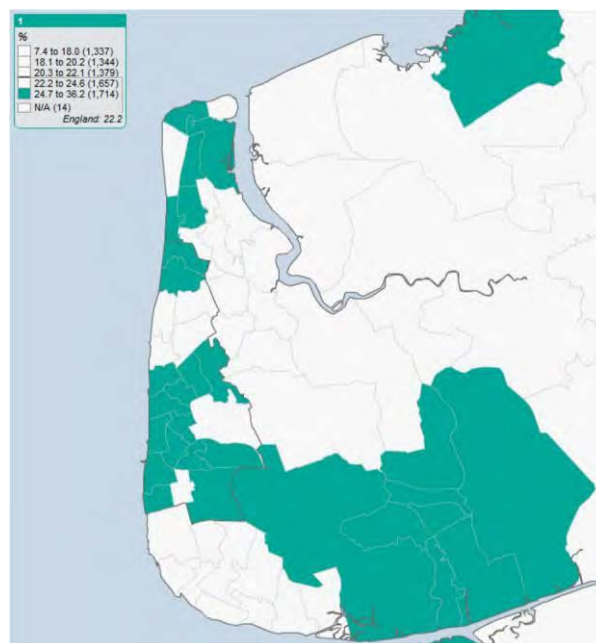 1
%
7.4 to 18.0 (1,337)
18.1 to 20.2 (1,344)
20.3 to 22.1 (1,379)
22.2 to 24.6 (1,657)
24.7 to 36.2 (1,714)
N/A (14)
England: 22.2